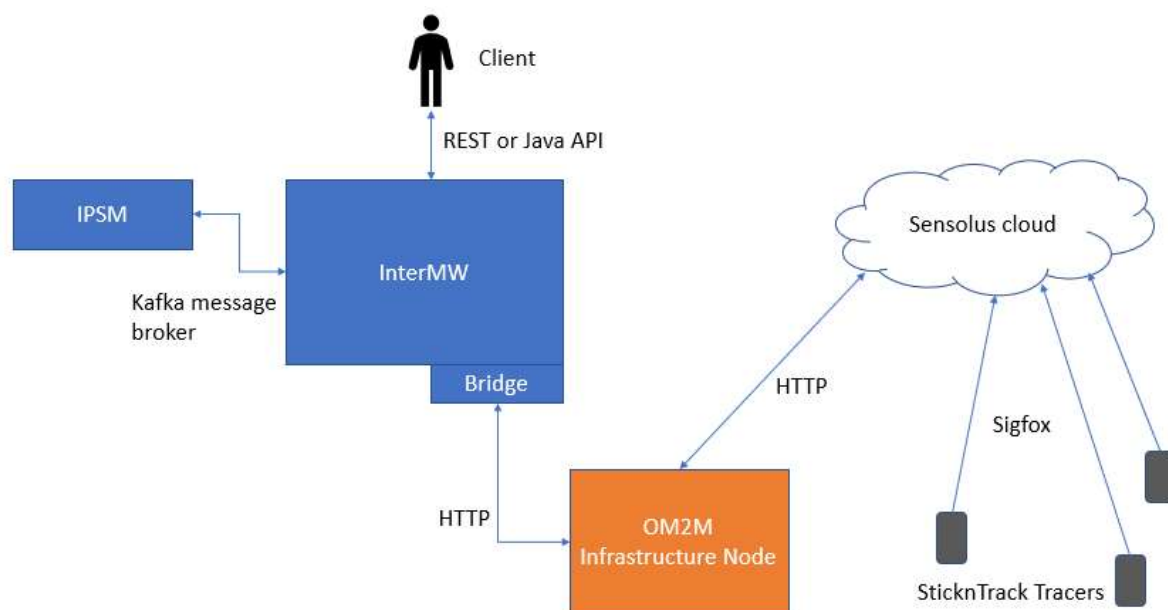 Client
REST or Java API
IPSM
InterMW
Kafka message
broker
Bridge
Sensolus cloud
HTTP
Sigfox
HTTP
OM2M
Infrastructure Node
SticknTrack Tracers